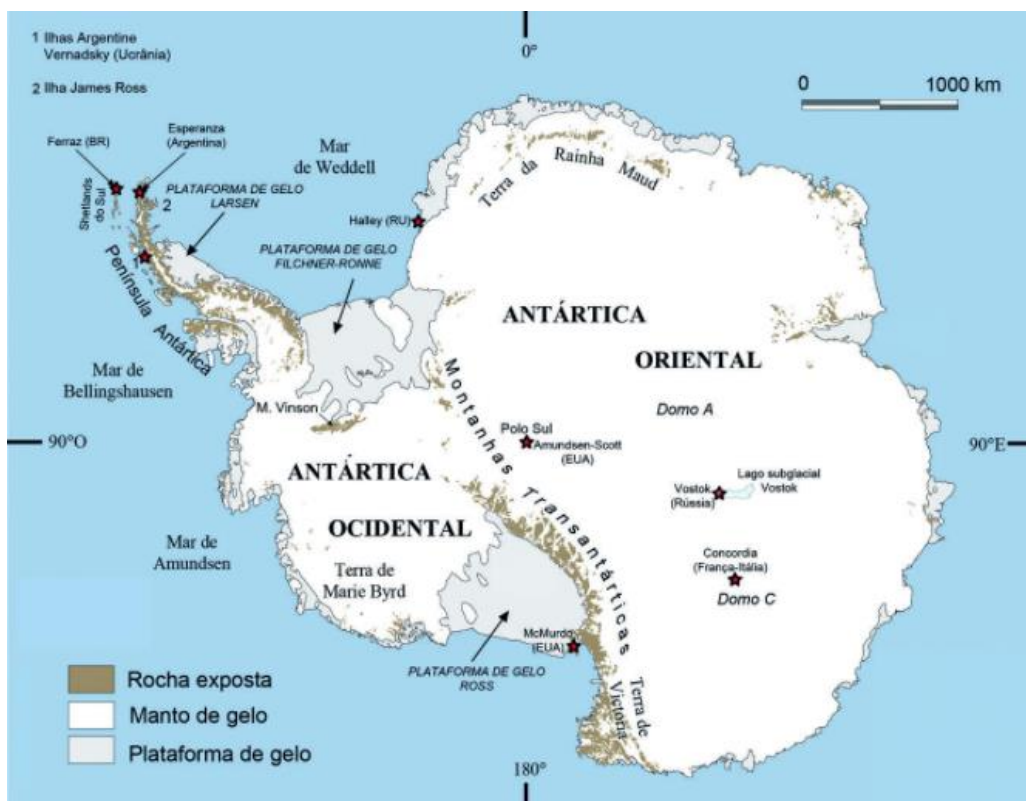 1 Ilhas Argentine
Vernadsky (Ucrânia)
2 Ilha James Ross
0°
0 1000 km
Ferraz (BR)
Esperanza
(Argentina)
Mar
de Weddell
Terra da Rainha Maud
Shetlands
do Sul
2
PLATAFORMA DE GELO
LARSEN
Halley (RU)
PLATAFORMA DE GELO
FILCHNER-RONNE
Península Antártica
ANTÁRTICA
ORIENTAL
Mar de
Bellingshausen
M. Vinson
Montanhas Transantárticas
Domo A
90°O
Polo Sul
Amundsen-Scott
(EUA)
90°E
ANTÁRTICA
OCIDENTAL
Lago subglacial
Vostok
Vostok
(Rússia)
Mar de
Amundsen
Terra de
Marie Byrd
Concordia
(França-Itália)
Domo C
McMurdo
(EUA)
PLATAFORMA DE GELO
ROSS
Terra de
Victoria
Rocha exposta
Manto de gelo
Plataforma de gelo
180°